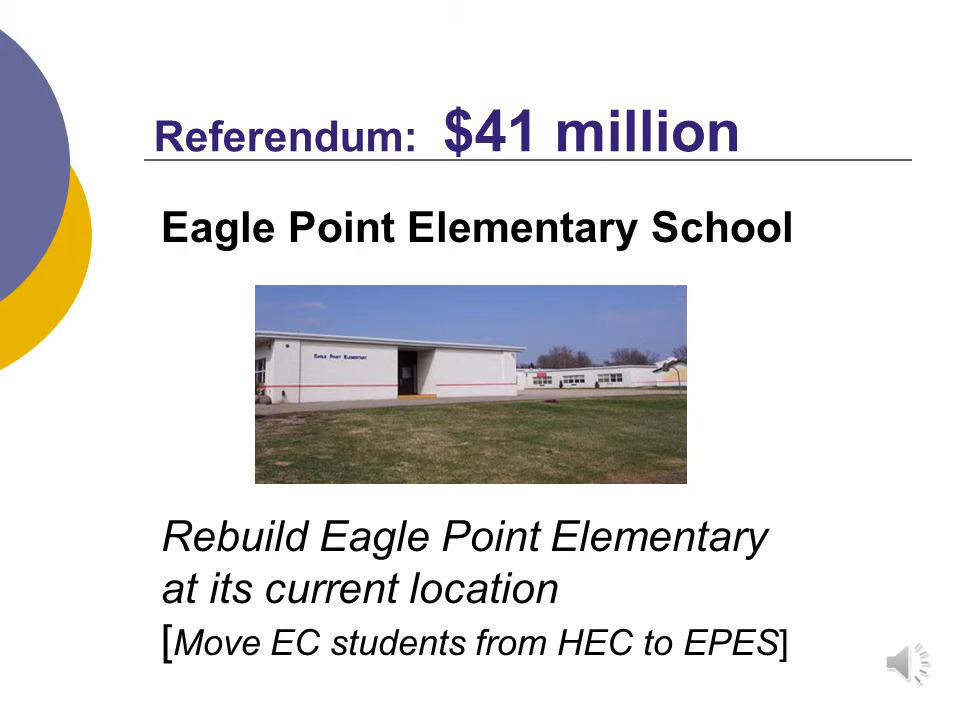 Referendum: $41 million
Eagle Point Elementary School
EAGLE POINT ELEMENTARY
Rebuild Eagle Point Elementary
at its current location
[Move EC students from HEC to EPES]